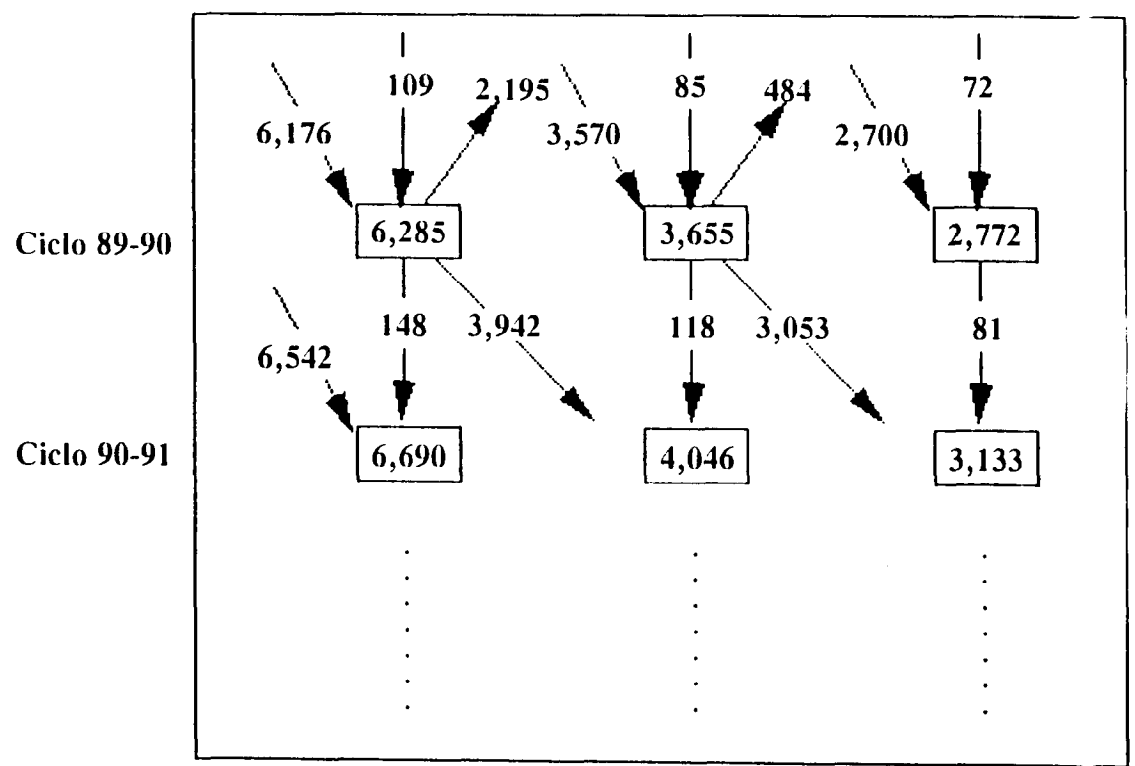 109 2,195 85 484 72
6,176 3,570 2,700
Ciclo 89-90 6,285 3,655 2,772
148 3,942 118 3,053 81
6,542
Ciclo 90-91 6,690 4,046 3,133